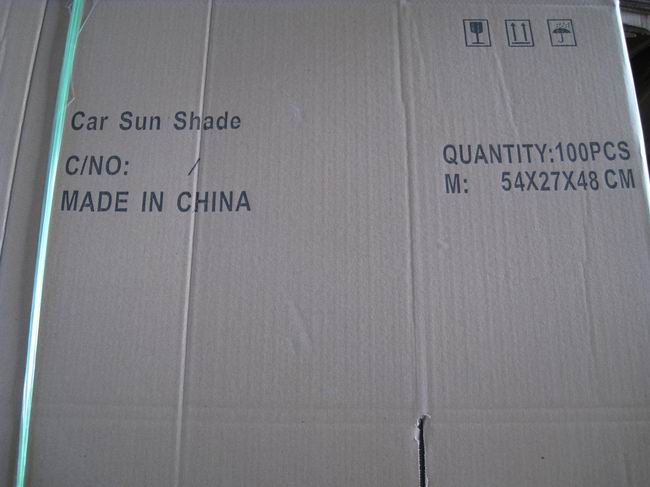 Car Sun Shade
C/NO: /
MADE IN CHINA
QUANTITY:100PCS
M: 54X27X48 CM